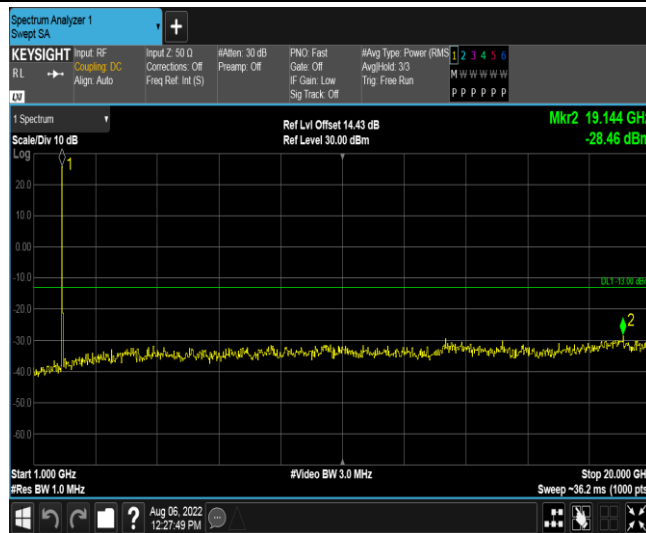 Spectrum Analyzer 1
Swept SA
+
KEYSIGHT
RL
LXI
Input: RF
Coupling: DC
Align: Auto
Input Z: 50 Ω
Corrections: Off
Freq Ref: Int (S)
#Atten: 30 dB
Preamp: Off
PNO: Fast
Gate: Off
IF Gain: Low
Sig Track: Off
#Avg Type: Power (RMS
Avg|Hold: 3/3
Trig: Free Run
1 2 3 4 5 6
M W W W W W
P P P P P P
1 Spectrum
Scale/Div 10 dB
Log
Ref Lvl Offset 14.43 dB
Ref Level 30.00 dBm
Mkr2 19.144 GHz
-28.46 dBm
1
20.0
10.0
0.00
-10.0
DL1 -13.00 dBm
-20.0
2
-30.0
-40.0
-50.0
-60.0
Start 1.000 GHz
#Res BW 1.0 MHz
#Video BW 3.0 MHz
Stop 20.000 GHz
Sweep ~36.2 ms (1000 pts)
?
Aug 06, 2022
12:27:49 PM